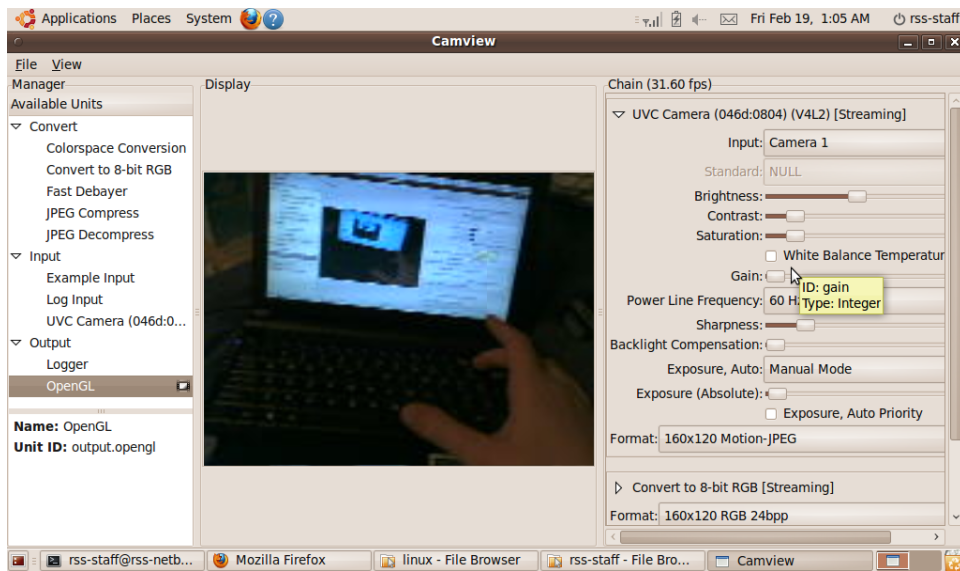 Applications Places System Fri Feb 19, 1:05 AM rss-staff
Camview
File View
Manager
Available Units
Convert
Colorspace Conversion
Convert to 8-bit RGB
Fast Debayer
JPEG Compress
JPEG Decompress
Input
Example Input
Log Input
UVC Camera (046d:0...
Output
Logger
OpenGL
Name: OpenGL
Unit ID: output.opengl
Display
Chain (31.60 fps)
UVC Camera (046d:0804) (V4L2) [Streaming]
Input: Camera 1
Standard: NULL
Brightness:
Contrast:
Saturation:
White Balance Temperatur
Gain:
ID: gain
Type: Integer
Power Line Frequency: 60 H
Sharpness:
Backlight Compensation:
Exposure, Auto: Manual Mode
Exposure (Absolute):
Exposure, Auto Priority
Format: 160x120 Motion-JPEG
Convert to 8-bit RGB [Streaming]
Format: 160x120 RGB 24bpp
rss-staff@rss-netb... Mozilla Firefox linux - File Browser rss-staff - File Bro... Camview